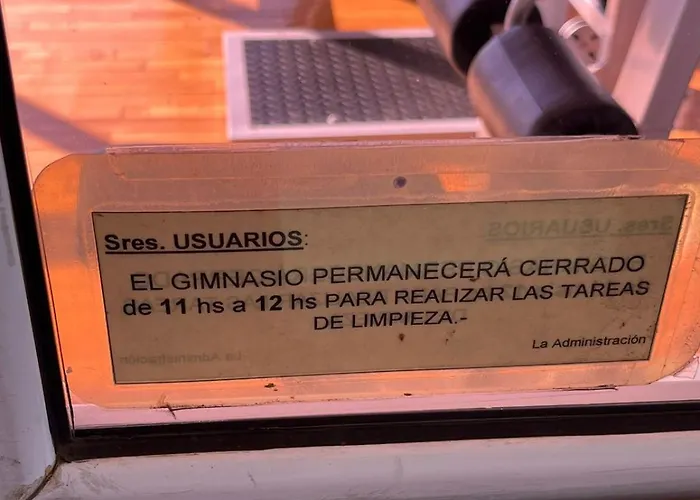 Sres. USUARIOS:
EL GIMNASIO PERMANECERÁ CERRADO
de 11 hs a 12 hs PARA REALIZAR LAS TAREAS
DE LIMPIEZA.-
La Administración